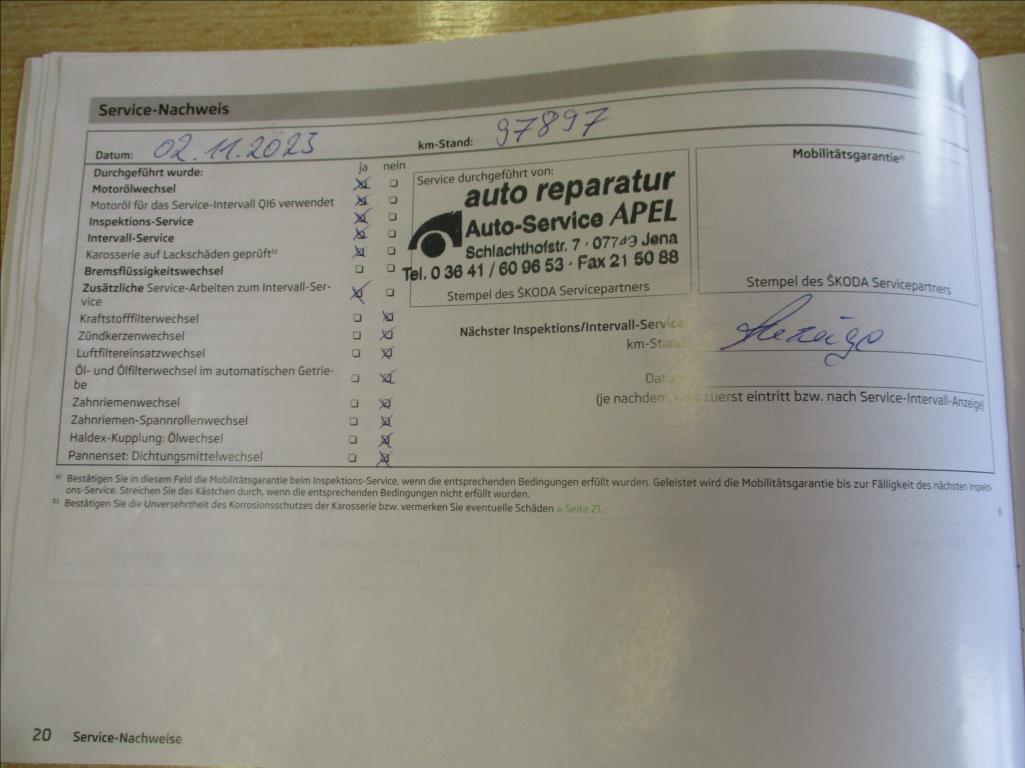 Service-Nachweis
Datum: 02.11.2023
km-Stand: 97897
Durchgeführt wurde: ja nein
Motorölwechsel
Motoröl für das Service-Intervall QI6 verwendet
Inspektions-Service
Intervall-Service
Karosserie auf Lackschäden geprüft b)
Bremsflüssigkeitswechsel
Zusätzliche Service-Arbeiten zum Intervall-Ser-
vice
Kraftstofffilterwechsel
Zündkerzenwechsel
Luftfiltereinsatzwechsel
Öl- und Ölfilterwechsel im automatischen Getrie-
be
Zahnriemenwechsel
Zahnriemen-Spannrollenwechsel
Haldex-Kupplung: Ölwechsel
Pannenset: Dichtungsmittelwechsel
Service durchgeführt von:
auto reparatur
Auto-Service APEL
Schlachthofstr. 7 · 07749 Jena
Tel. 0 36 41 / 60 96 53 · Fax 21 50 88
Stempel des ŠKODA Servicepartners
Mobilitätsgarantie a)
Stempel des ŠKODA Servicepartners
Nächster Inspektions/Intervall-Service
km-Stand:
Datum:
(je nachdem, was zuerst eintritt bzw. nach Service-Intervall-Anzeige)
a) Bestätigen Sie in diesem Feld die Mobilitätsgarantie beim Inspektions-Service, wenn die entsprechenden Bedingungen erfüllt wurden. Geleistet wird die Mobilitätsgarantie bis zur Fälligkeit des nächsten Inspekti-
ons-Service. Streichen Sie das Kästchen durch, wenn die entsprechenden Bedingungen nicht erfüllt wurden.
b) Bestätigen Sie die Unversehrtheit des Korrosionsschutzes der Karosserie bzw. vermerken Sie eventuelle Schäden » Seite 21.
20 Service-Nachweise